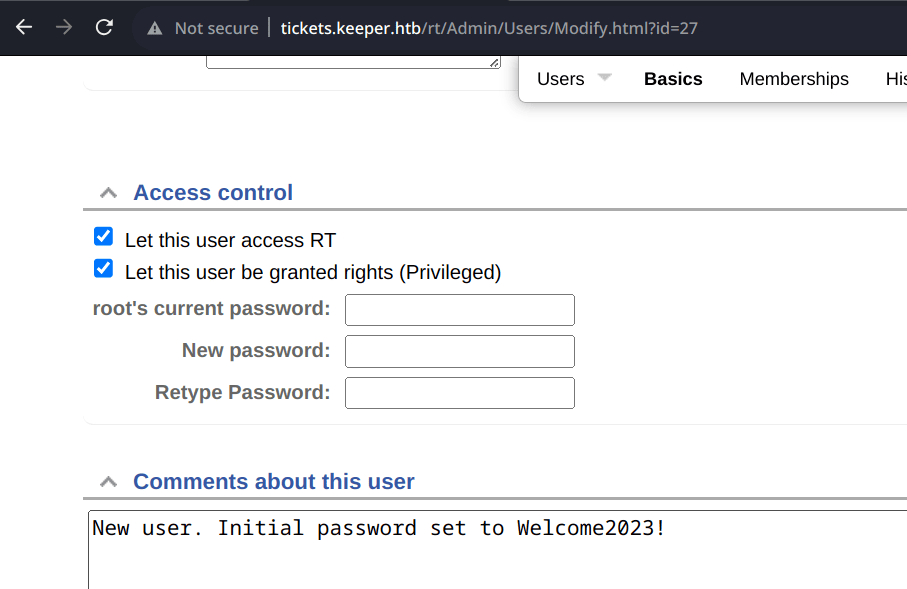 Not secure tickets.keeper.htb/rt/Admin/Users/Modify.html?id=27
Users Basics Memberships His
Access control
Let this user access RT
Let this user be granted rights (Privileged)
root's current password:
New password:
Retype Password:
Comments about this user
New user. Initial password set to Welcome2023!